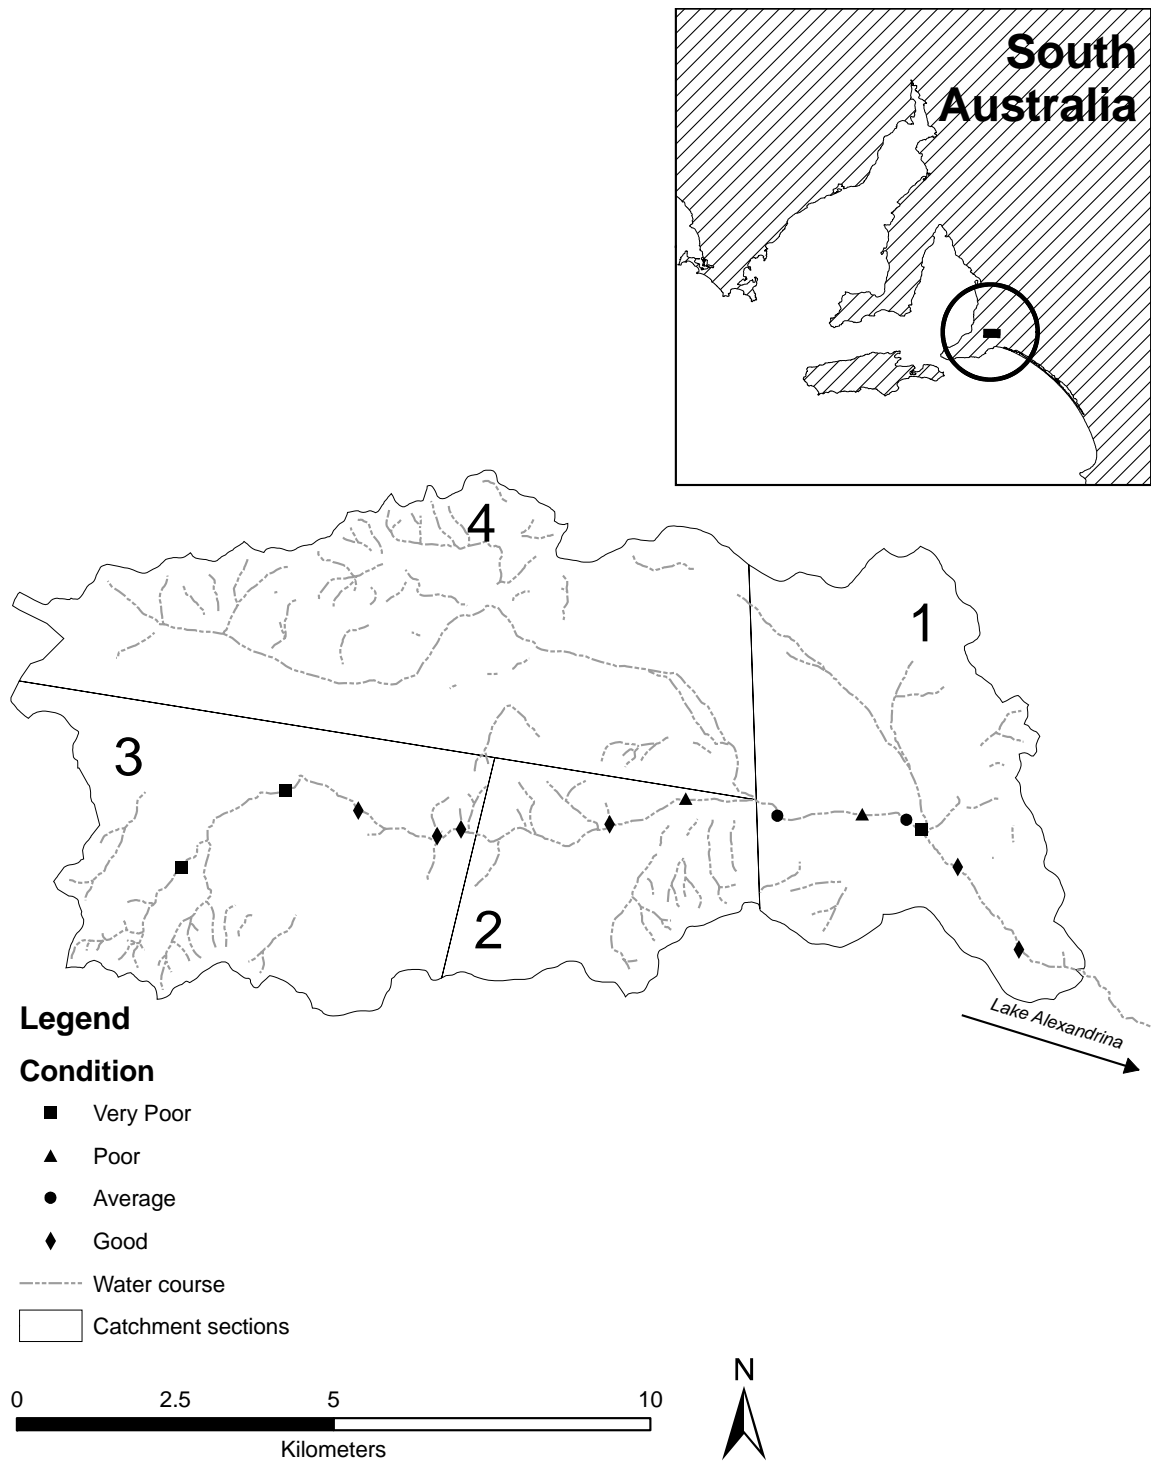 South
Australia
4
1
3
2
Lake Alexandrina
Legend
Condition
Very Poor
Poor
Average
Good
Water course
Catchment sections
0 2.5 5 10
Kilometers
N